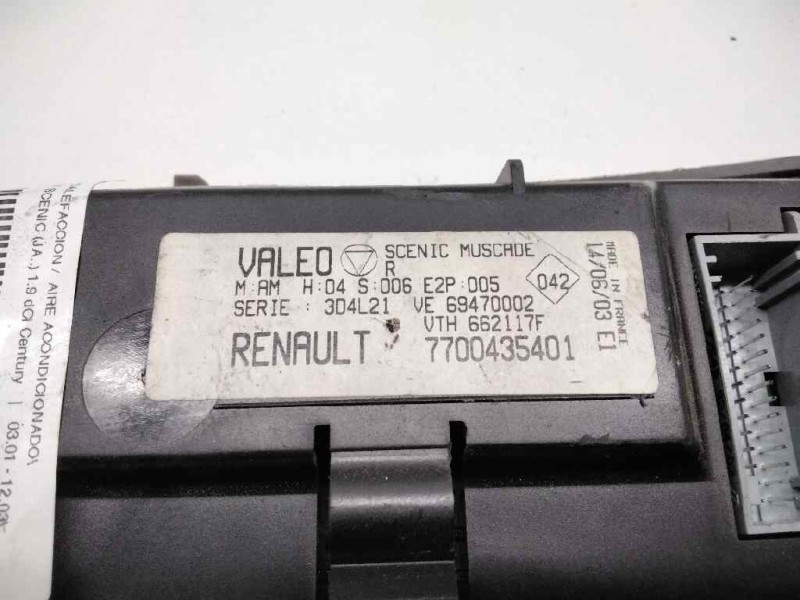 VALEO SCENIC MUSCADE
R
M:AM H:04 S:006 E2P:005
SERIE : 3D4L21 VE 69470002
VTH 662117F
RENAULT 7700435401
042
MADE IN FRANCE
14/06/03 E1
ALEFACCION / AIRE ACONDICIONADO\
SCENIC (JA..) 1.9 dCi Century | 03.01 - 12.03\